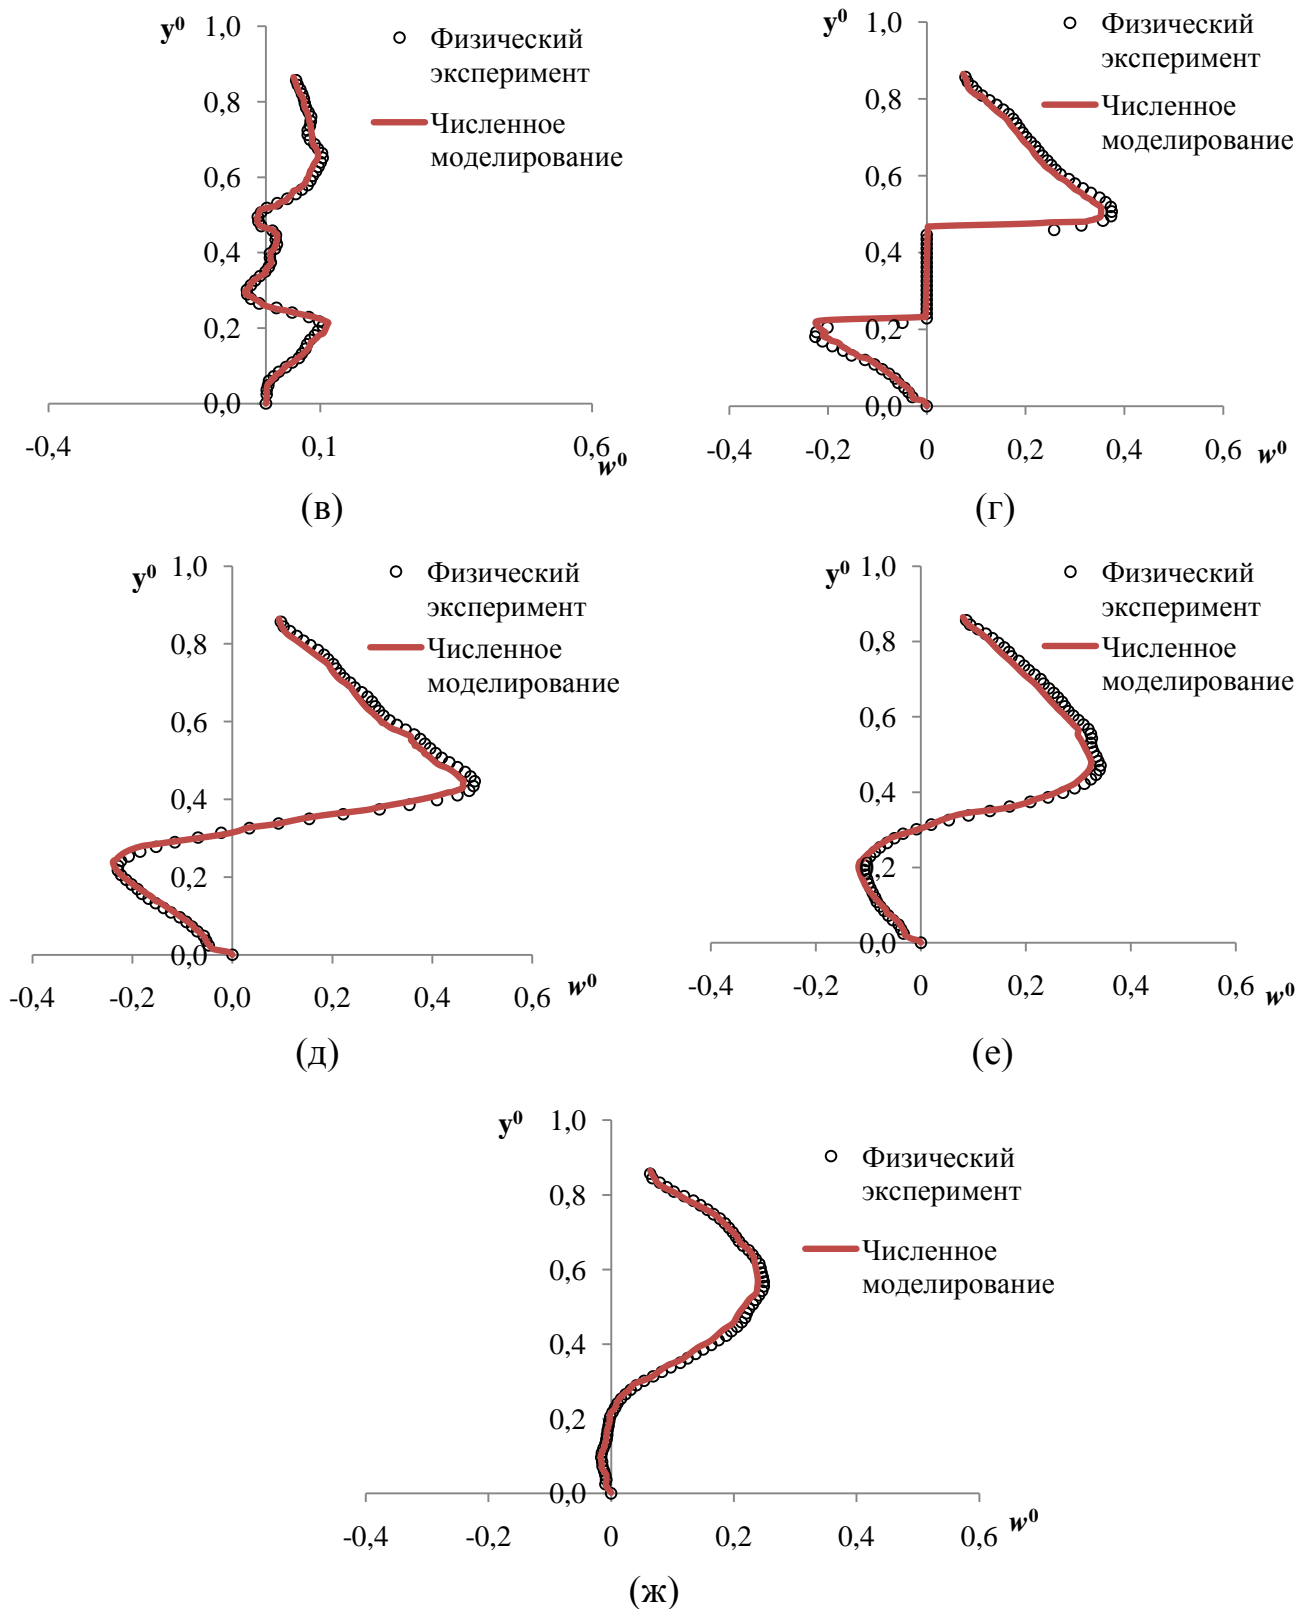 y⁰ 1,0
0,8
0,6
0,4
0,2
0,0
-0,4 0,1 0,6
w⁰
Физический
эксперимент
Численное
моделирование
(в)
y⁰ 1,0
0,8
0,6
0,4
0,2
0,0
-0,4 -0,2 0 0,2 0,4 0,6
w⁰
Физический
эксперимент
Численное
моделирование
(г)
y⁰ 1,0
0,8
0,6
0,4
0,2
0,0
-0,4 -0,2 0,0 0,2 0,4 0,6
w⁰
Физический
эксперимент
Численное
моделирование
(д)
y⁰ 1,0
0,8
0,6
0,4
0,2
0,0
-0,4 -0,2 0 0,2 0,4 0,6
w⁰
Физический
эксперимент
Численное
моделирование
(е)
y⁰ 1,0
0,8
0,6
0,4
0,2
0,0
-0,4 -0,2 0 0,2 0,4 0,6
w⁰
Физический
эксперимент
Численное
моделирование
(ж)